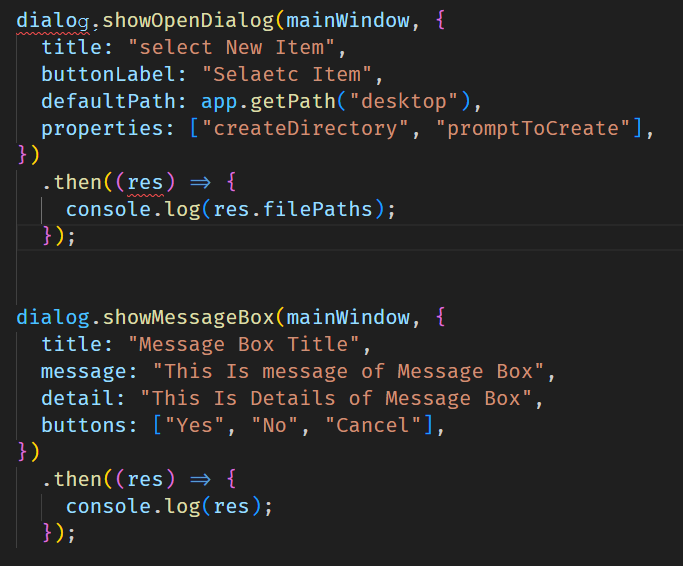 dialog.showOpenDialog(mainWindow, {
  title: "select New Item",
  buttonLabel: "Selaetc Item",
  defaultPath: app.getPath("desktop"),
  properties: ["createDirectory", "promptToCreate"],
})
  .then((res) => {
    console.log(res.filePaths);
  });
dialog.showMessageBox(mainWindow, {
  title: "Message Box Title",
  message: "This Is message of Message Box",
  detail: "This Is Details of Message Box",
  buttons: ["Yes", "No", "Cancel"],
})
  .then((res) => {
    console.log(res);
  });